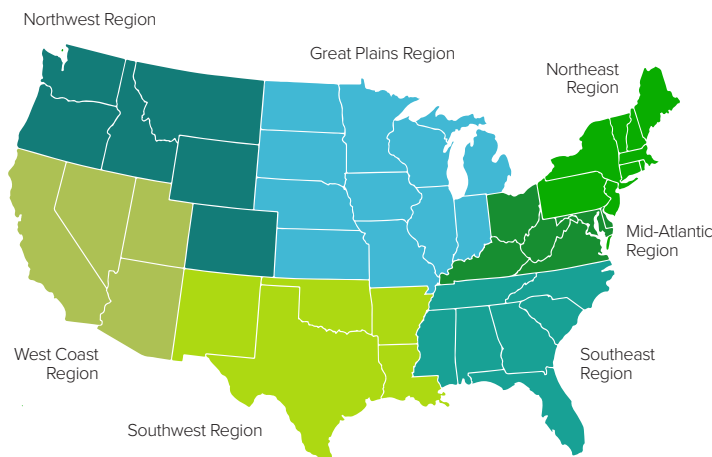 Northwest Region
Great Plains Region
Northeast
Region
Mid-Atlantic
Region
West Coast
Region
Southeast
Region
Southwest Region